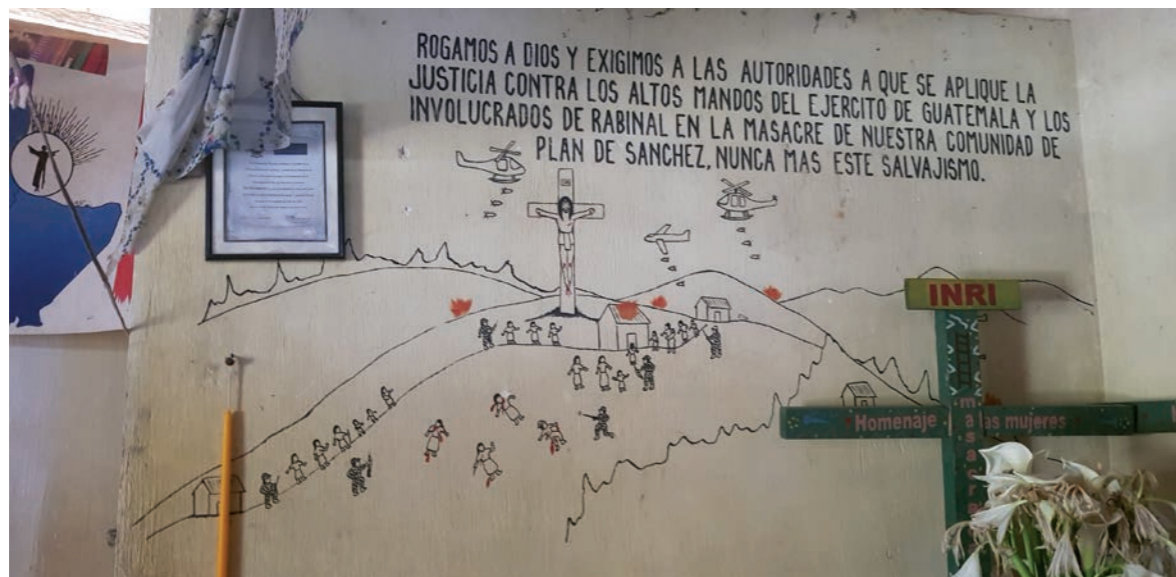 ROGAMOS A DIOS Y EXIGIMOS A LAS AUTORIDADES A QUE SE APLIQUE LA
JUSTICIA CONTRA LOS ALTOS MANDOS DEL EJERCITO DE GUATEMALA Y LOS
INVOLUCRADOS DE RABINAL EN LA MASACRE DE NUESTRA COMUNIDAD DE
PLAN DE SANCHEZ, NUNCA MAS ESTE SALVAJISMO.
INRI
Homenaje las mujeres
masacra